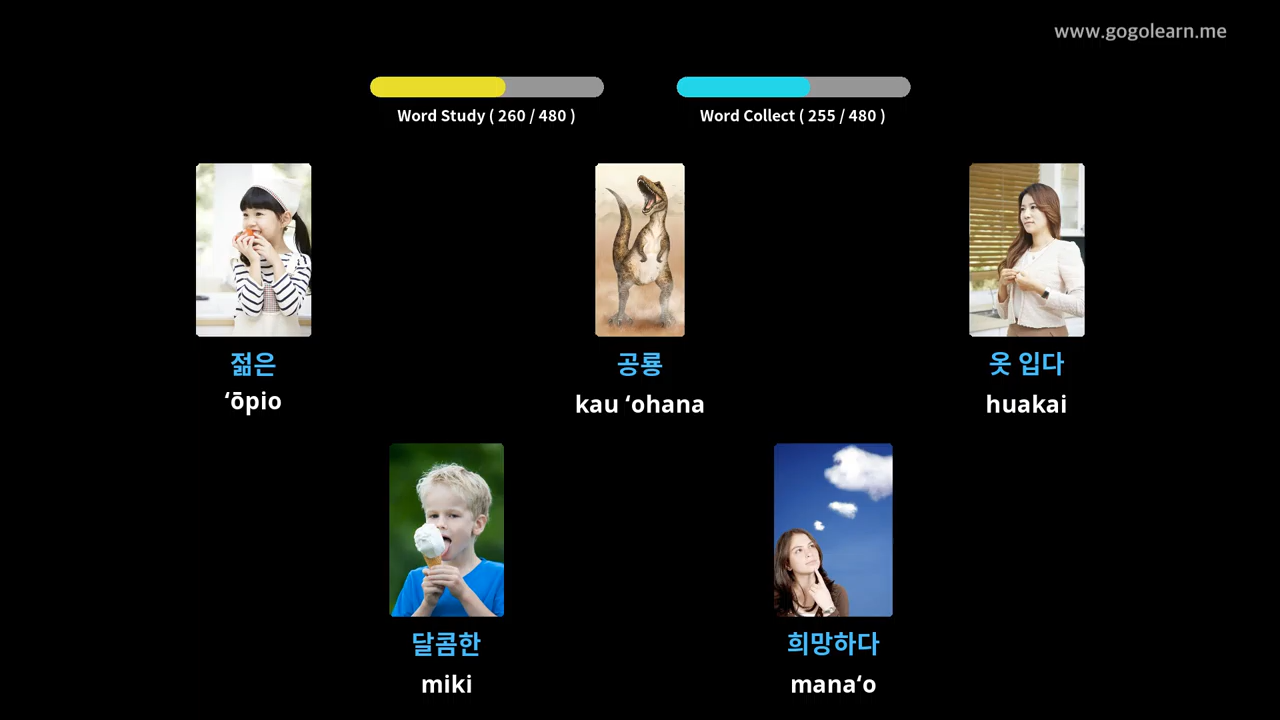 www.gogolearn.me
Word Study ( 260 / 480 )
Word Collect ( 255 / 480 )
젊은
ʻōpio
공룡
kau ʻohana
옷 입다
huakai
달콤한
miki
희망하다
manaʻo